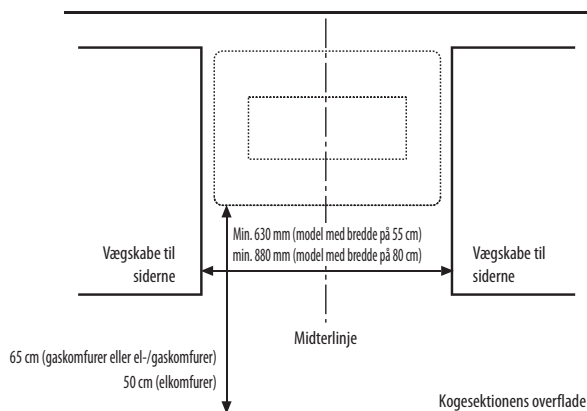 Min. 630 mm (model med bredde på 55 cm)
min. 880 mm (model med bredde på 80 cm)
Vægskabe til
siderne
Vægskabe til
siderne
Midterlinje
65 cm (gaskomfurer eller el-/gaskomfurer)
50 cm (elkomfurer)
Kogesektionens overflade